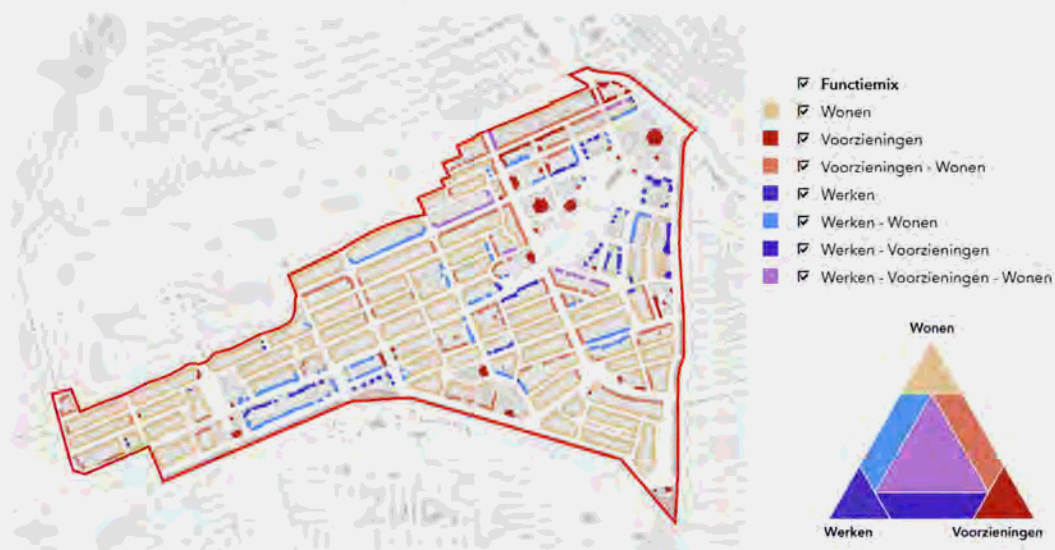 Functiemix
Wonen
Voorzieningen
Voorzieningen - Wonen
Werken
Werken - Wonen
Werken - Voorzieningen
Werken - Voorzieningen - Wonen
Wonen
Werken
Voorzieningen